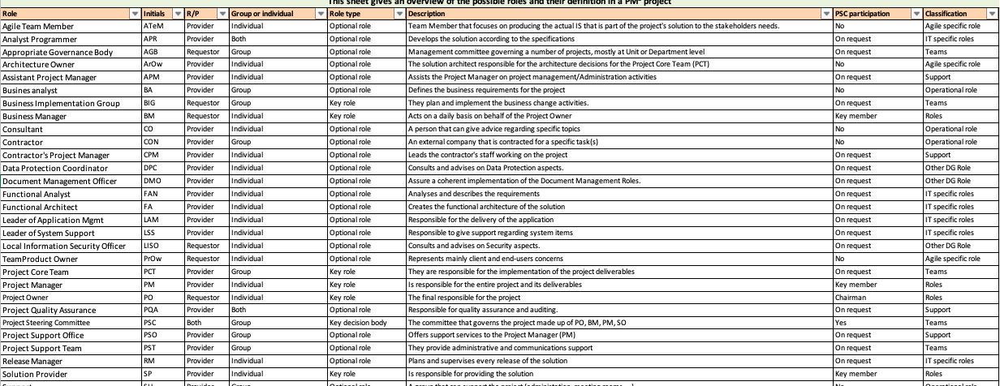 This sheet gives an overview of the possible roles and their definition in a PM² project
Role Initials R/P Group or individual Role type Description PSC participation Classification
Agile Team Member ATeM Provider Individual Optional role Team Member that focuses on producing the actual IS that is part of the project's solution to the stakeholders needs. No Agile specific role
Analyst Programmer APR Provider Both Optional role Develops the solution according to the specifications On request IT specific roles
Appropriate Governance Body AGB Requestor Group Optional role Management committee governing a number of projects, mostly at Unit or Department level On request Teams
Architecture Owner ArOw Provider Individual Optional role The solution architect responsible for the architecture decisions for the Project Core Team (PCT) No Agile specific role
Assistant Project Manager APM Provider Individual Optional role Assists the Project Manager on project management/Administration activities On request Support
Busines analyst BA Provider Group Optional role Defines the business requirements for the project No Operational role
Business Implementation Group BIG Requestor Group Key role They plan and implement the business change activities. On request Teams
Business Manager BM Requestor Individual Key role Acts on a daily basis on behalf of the Project Owner Key member Roles
Consultant CO Provider Individual Optional role A person that can give advice regarding specific topics No Operational role
Contractor CON Provider Group Optional role An external company that is contracted for a specific task(s) No Operational role
Contractor's Project Manager CPM Provider Individual Optional role Leads the contractor's staff working on the project On request Support
Data Protection Coordinator DPC Provider Individual Optional role Consults and advises on Data Protection aspects. On request Other DG Role
Document Management Officer DMO Provider Individual Optional role Assure a coherent implementation of the Document Management Roles. On request Other DG Role
Functional Analyst FAN Provider Individual Optional role Analyses and describes the requirements On request IT specific roles
Functional Architect FA Provider Individual Optional role Creates the functional architecture of the solution On request IT specific roles
Leader of Application Mgmt LAM Provider Individual Optional role Responsible for the delivery of the application On request IT specific roles
Leader of System Support LSS Provider Individual Optional role Responsible to give support regarding system items On request IT specific roles
Local Information Security Officer LISO Requestor Individual Optional role Consults and advises on Security aspects. On request Other DG Role
TeamProduct Owner PrOw Requestor Individual Optional role Represents mainly client and end-users concerns No Agile specific role
Project Core Team PCT Provider Group Key role They are responsible for the implementation of the project deliverables On request Teams
Project Manager PM Provider Individual Key role Is responsible for the entire project and its deliverables Key member Roles
Project Owner PO Requestor Individual Key role The final responsible for the project Chairman Roles
Project Quality Assurance PQA Provider Both Optional role Responsible for quality assurance and auditing. On request Support
Project Steering Committee PSC Both Group Key decision body The committee that governs the project made up of PO, BM, PM, SO Yes Teams
Project Support Office PSO Provider Group Optional role Offers support services to the Project Manager (PM) On request Support
Project Support Team PST Provider Group Optional role They provide administrative and communications support On request Teams
Release Manager RM Provider Individual Optional role Plans and supervises every release of the solution On request IT specific roles
Solution Provider SP Provider Individual Key role Is responsible for providing the solution Key member Roles